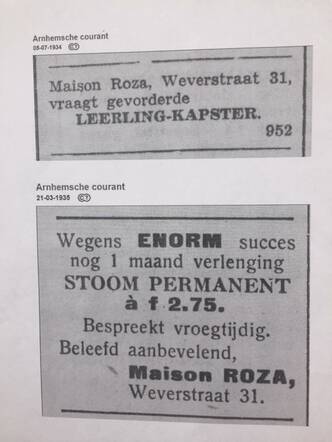 Arnhemsche courant
05-07-1934
Maison Roza, Weverstraat 31,
vraagt gevorderde
LEERLING-KAPSTER.
952
Arnhemsche courant
21-03-1935
Wegens ENORM succes
nog 1 maand verlenging
STOOM PERMANENT
à f 2.75.
Bespreekt vroegtijdig.
Beleefd aanbevelend,
Maison ROZA,
Weverstraat 31.